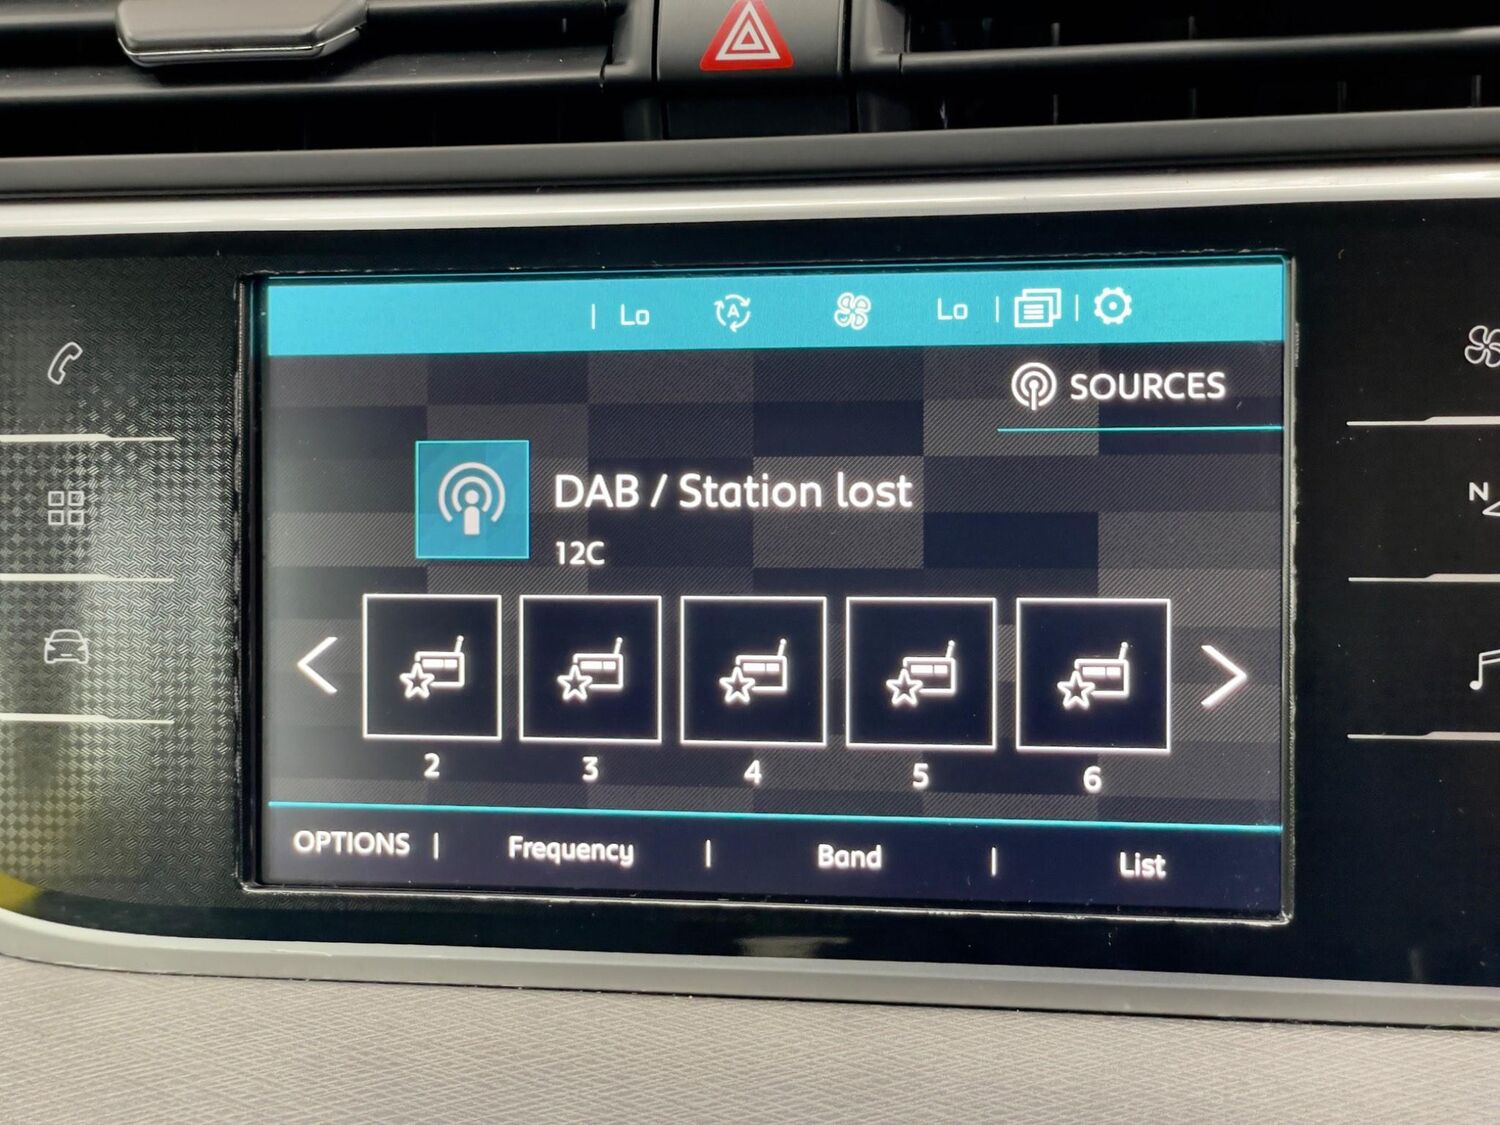 Lo A Lo
SOURCES
DAB / Station lost
12C
2 3 4 5 6
OPTIONS Frequency Band List
N